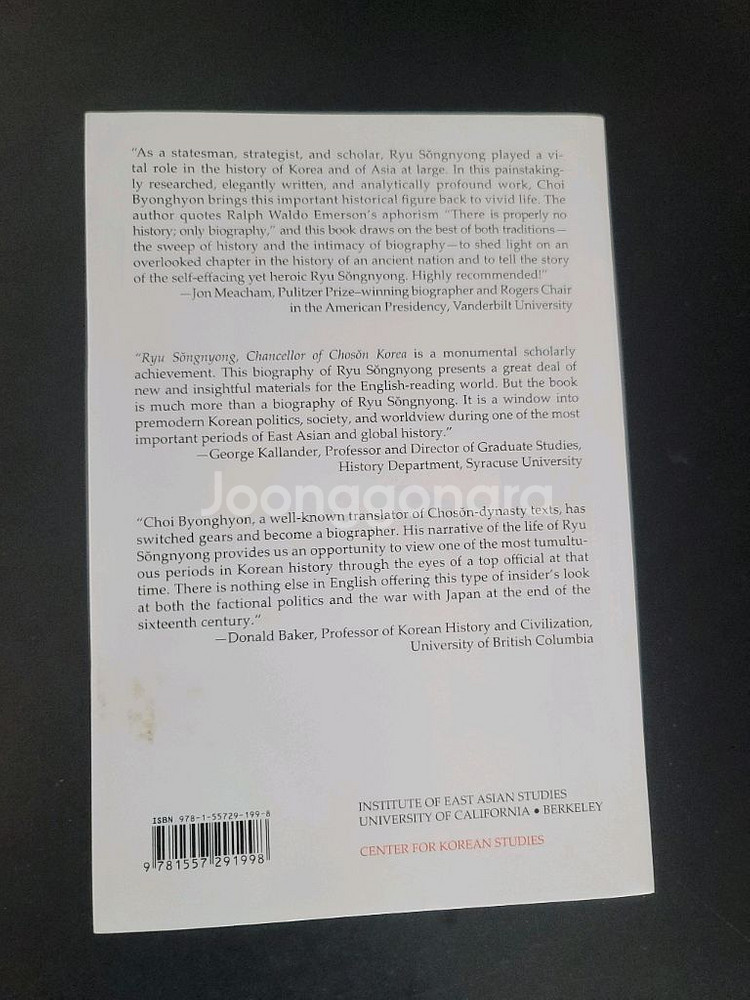 "As a statesman, strategist, and scholar, Ryu Sŏngnyong played a vi-
tal role in the history of Korea and of Asia at large. In this painstaking-
ly researched, elegantly written, and analytically profound work, Choi
Byonghyon brings this important historical figure back to vivid life. The
author quotes Ralph Waldo Emerson's aphorism "There is properly no
history; only biography," and this book draws on the best of both traditions—
the sweep of history and the intimacy of biography—to shed light on an
overlooked chapter in the history of an ancient nation and to tell the story
of the self-effacing yet heroic Ryu Sŏngnyong. Highly recommended!"
—Jon Meacham, Pulitzer Prize–winning biographer and Rogers Chair
in the American Presidency, Vanderbilt University
"Ryu Sŏngnyong, Chancellor of Chosŏn Korea is a monumental scholarly
achievement. This biography of Ryu Sŏngnyong presents a great deal of
new and insightful materials for the English-reading world. But the book
is much more than a biography of Ryu Sŏngnyong. It is a window into
premodern Korean politics, society, and worldview during one of the most
important periods of East Asian and global history."
—George Kallander, Professor and Director of Graduate Studies,
History Department, Syracuse University
Joonggonara
"Choi Byonghyon, a well-known translator of Chosŏn-dynasty texts, has
switched gears and become a biographer. His narrative of the life of Ryu
Sŏngnyong provides us an opportunity to view one of the most tumultu-
ous periods in Korean history through the eyes of a top official at that
time. There is nothing else in English offering this type of insider's look
at both the factional politics and the war with Japan at the end of the
sixteenth century."
—Donald Baker, Professor of Korean History and Civilization,
University of British Columbia
ISBN 978-1-55729-199-8
9 781557 291998
INSTITUTE OF EAST ASIAN STUDIES
UNIVERSITY OF CALIFORNIA • BERKELEY
CENTER FOR KOREAN STUDIES